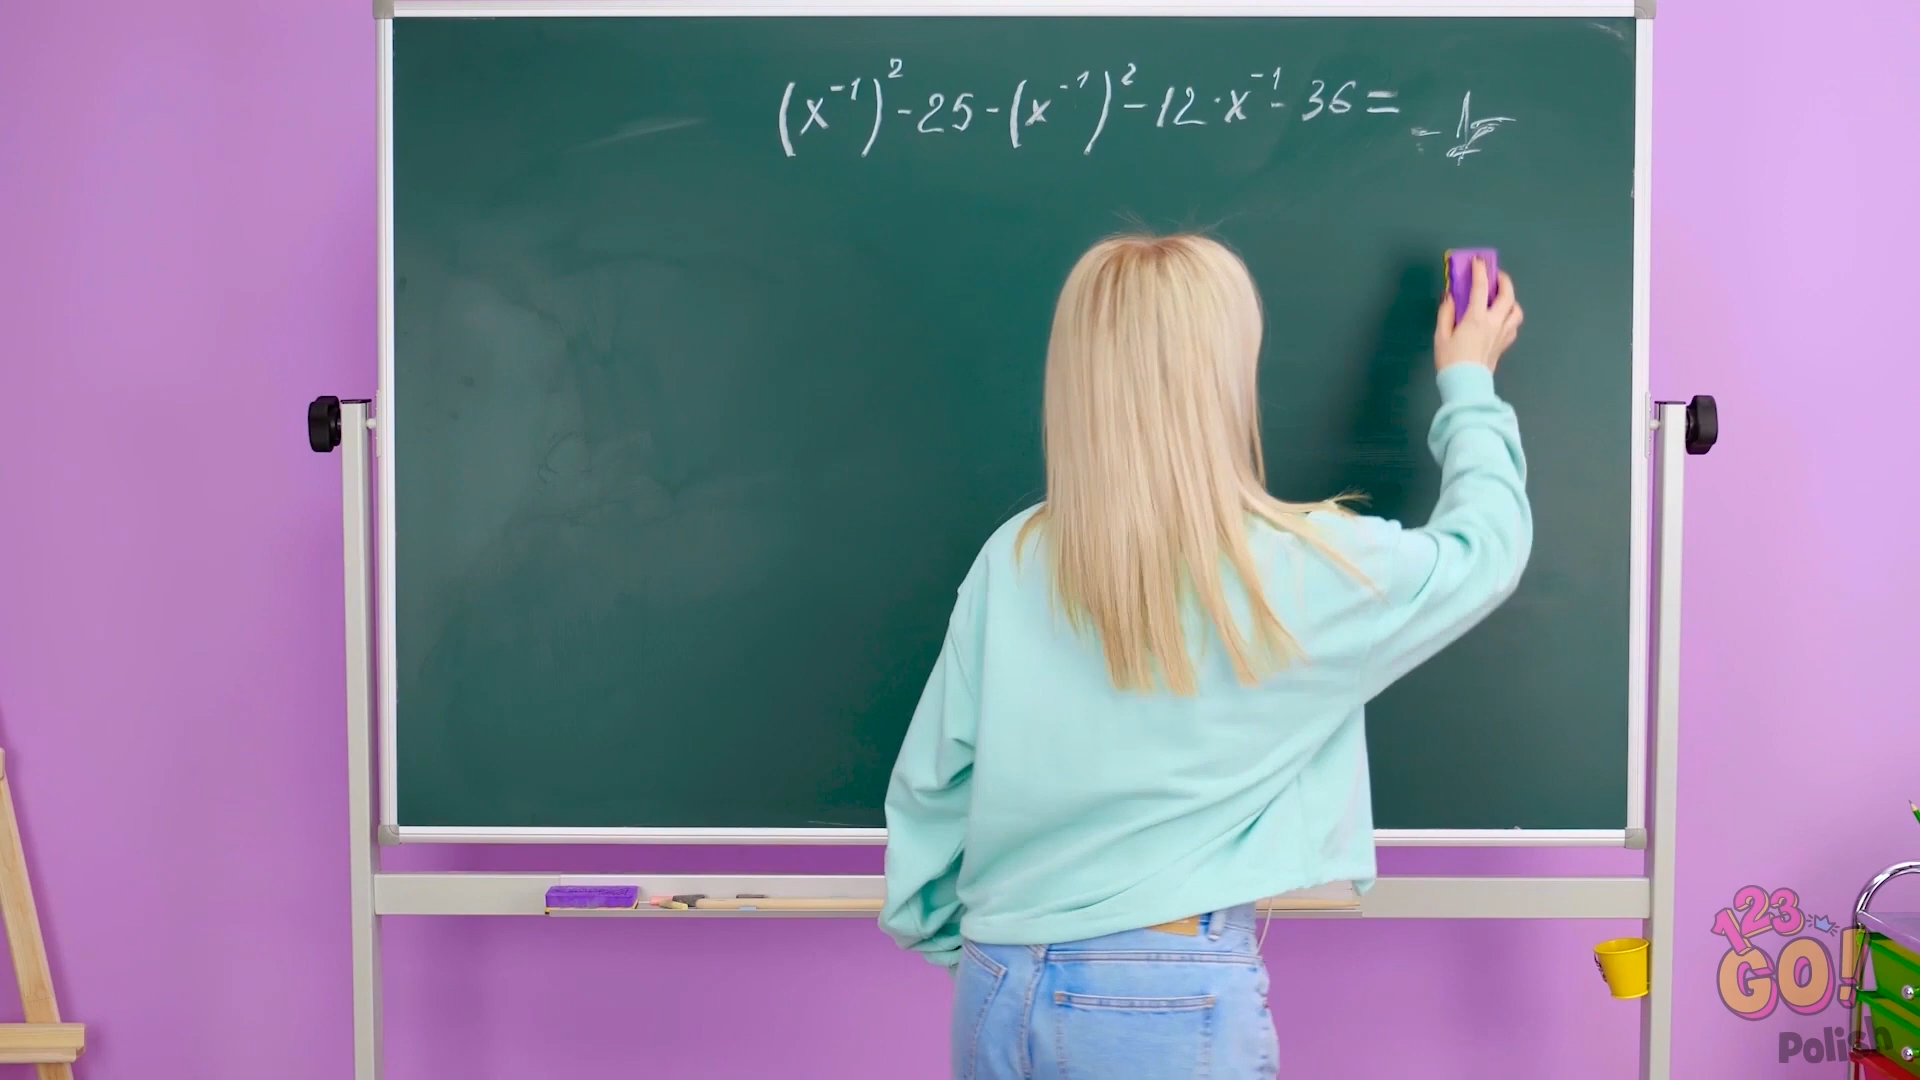 (x⁻¹)² - 25 - (x⁻¹)² - 12 · x⁻¹ - 36 =
123
GO!
Polish